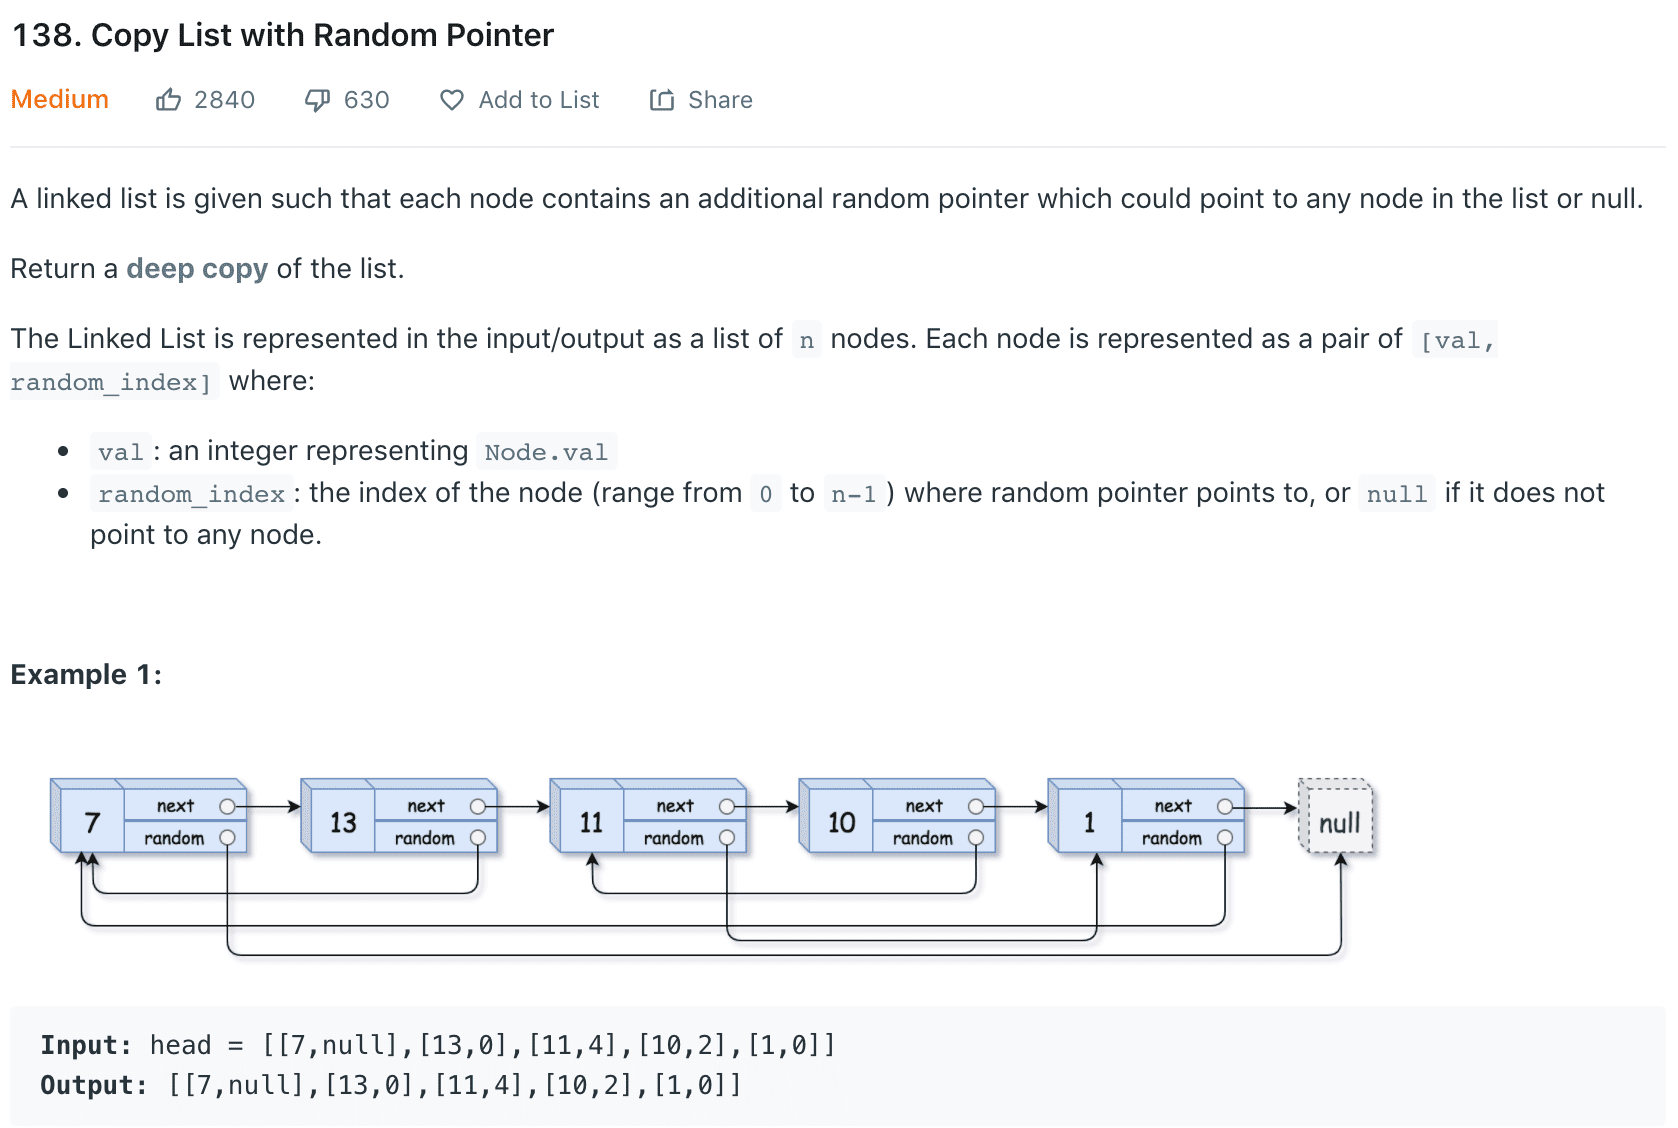 138. Copy List with Random Pointer
Medium 2840 630 Add to List Share
A linked list is given such that each node contains an additional random pointer which could point to any node in the list or null.
Return a deep copy of the list.
The Linked List is represented in the input/output as a list of n nodes. Each node is represented as a pair of [val,
random_index] where:
• val: an integer representing Node.val
• random_index: the index of the node (range from 0 to n-1) where random pointer points to, or null if it does not
point to any node.
Example 1:
7 next random
13 next random
11 next random
10 next random
1 next random
null
Input: head = [[7,null],[13,0],[11,4],[10,2],[1,0]]
Output: [[7,null],[13,0],[11,4],[10,2],[1,0]]